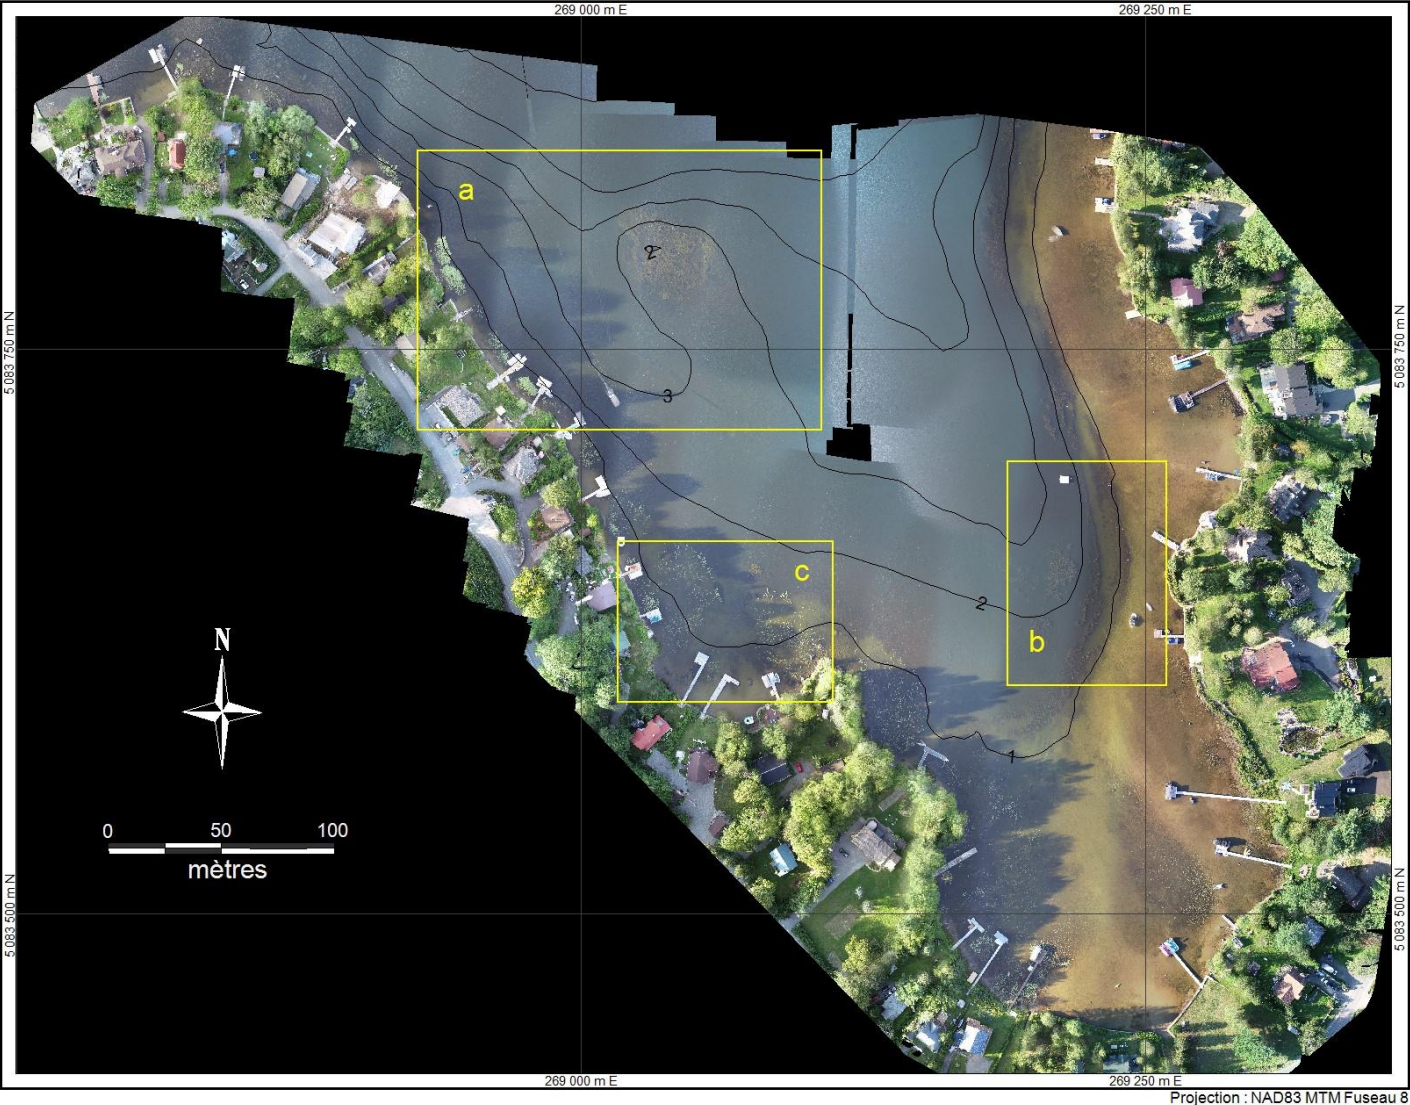 269 000 m E
269 250 m E
a
2
5 083 750 m N
5 083 750 m N
3
c
2
b
N
1
0 50 100
mètres
5 083 500 m N
5 083 500 m N
269 000 m E
269 250 m E
Projection : NAD83 MTM Fuseau 8